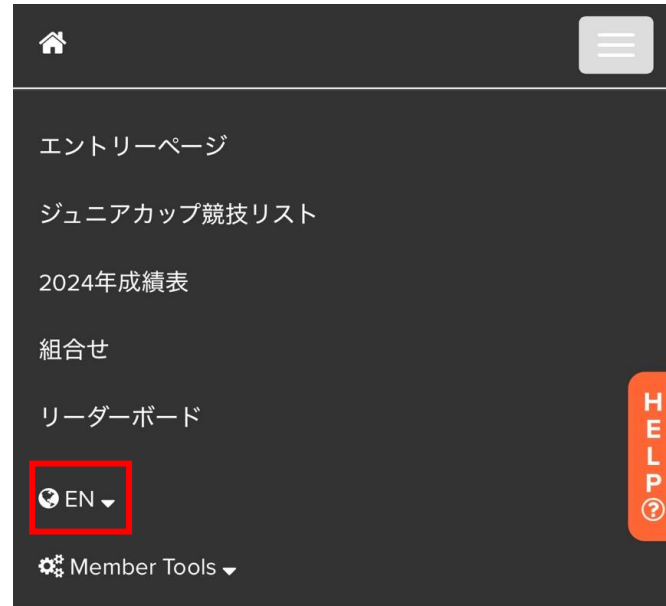 エントリーページ
ジュニアカップ競技リスト
2024年成績表
組合せ
リーダーボード
EN
Member Tools
HELP?